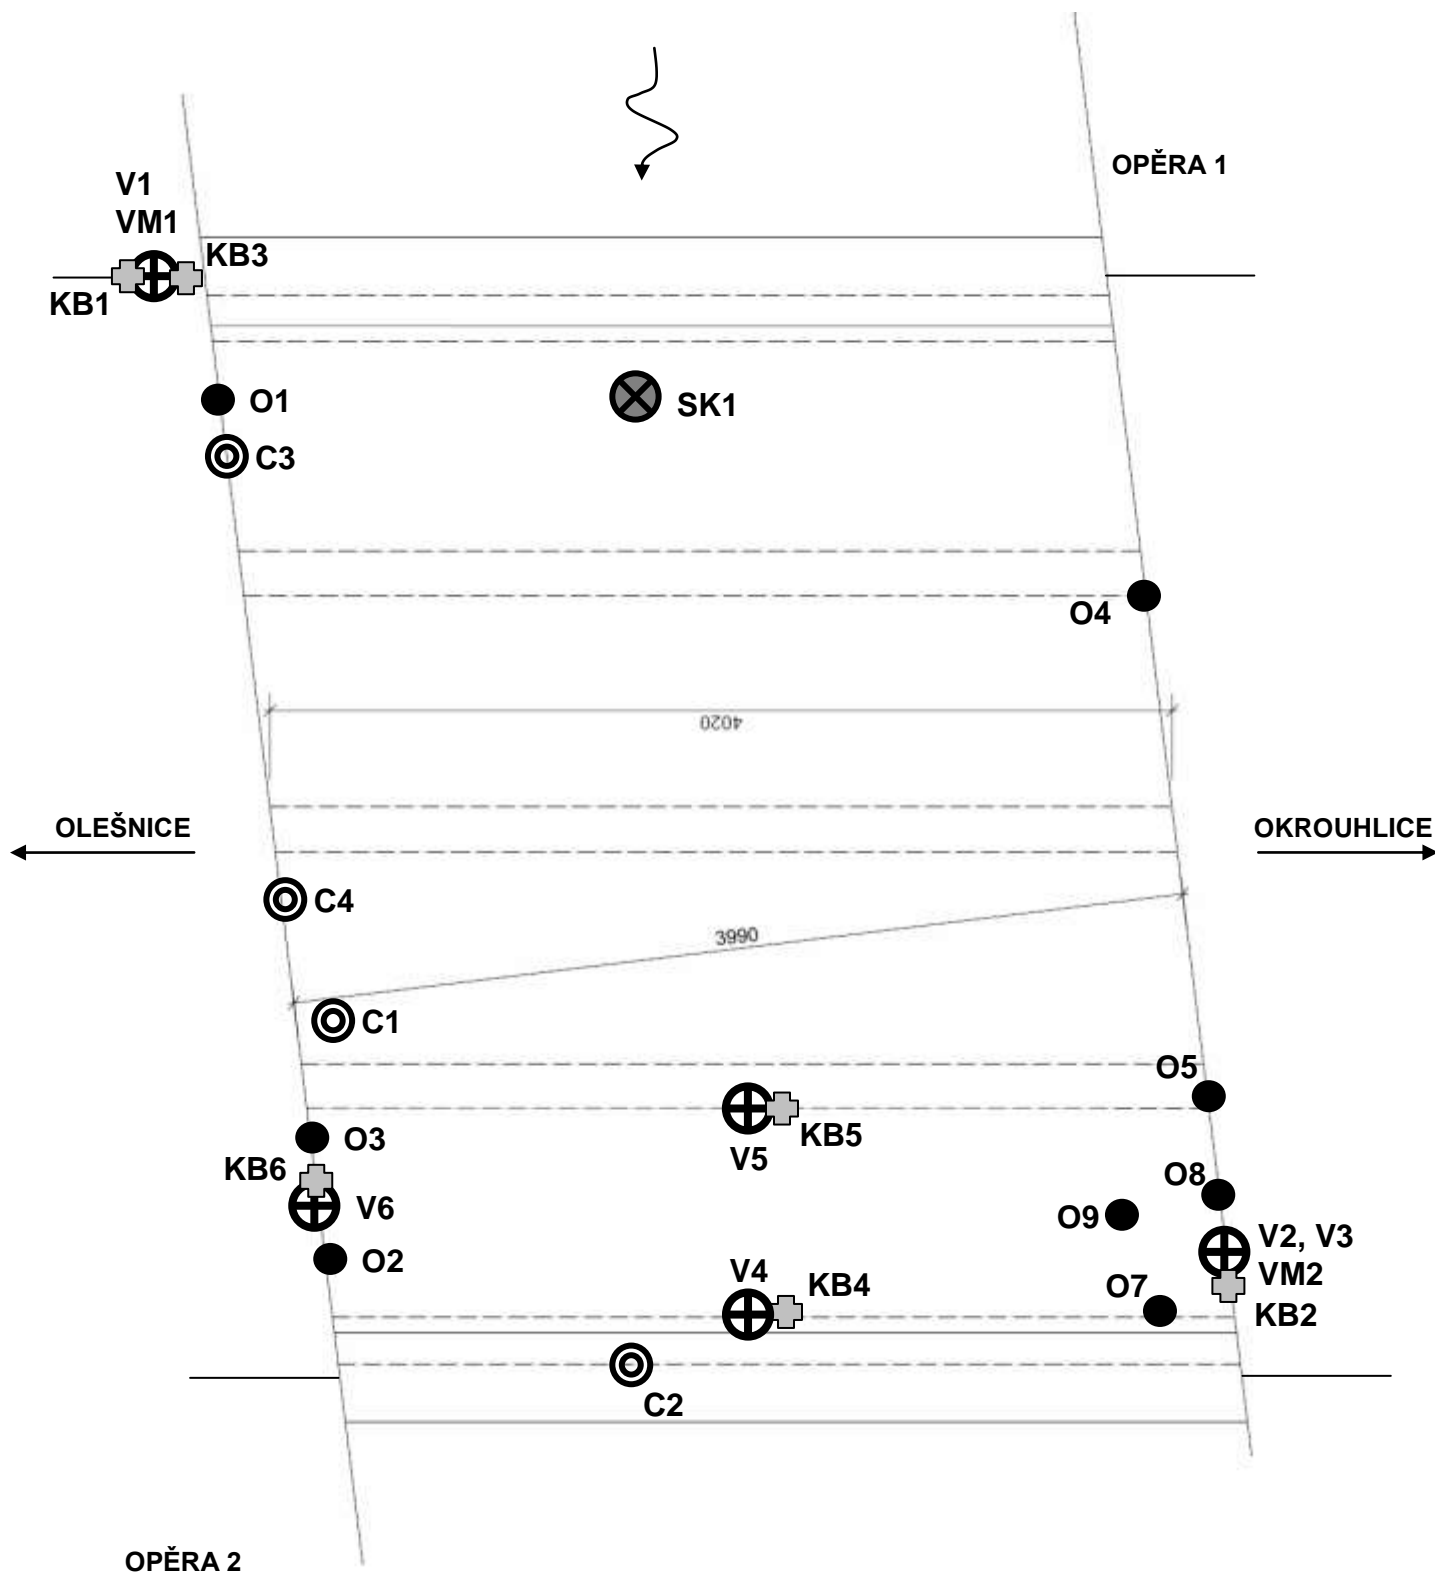 OPĚRA 1
V1
VM1
KB3
KB1
O1
SK1
C3
O4
4020
OLEŠNICE
OKROUHLICE
C4
3990
C1
O5
O3
KB5
V5
KB6
O8
V6
O9
V2, V3
O2
V4
VM2
KB4
O7
KB2
C2
OPĚRA 2